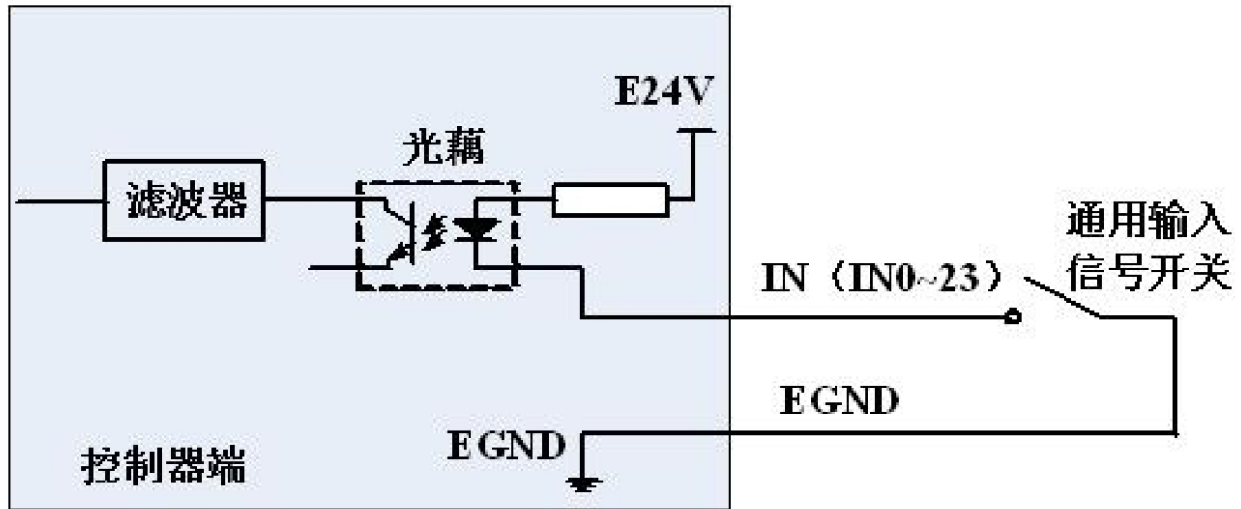 E24V
光藕
滤波器
通用输入
信号开关
IN（IN0~23）
EGND
EGND
控制器端